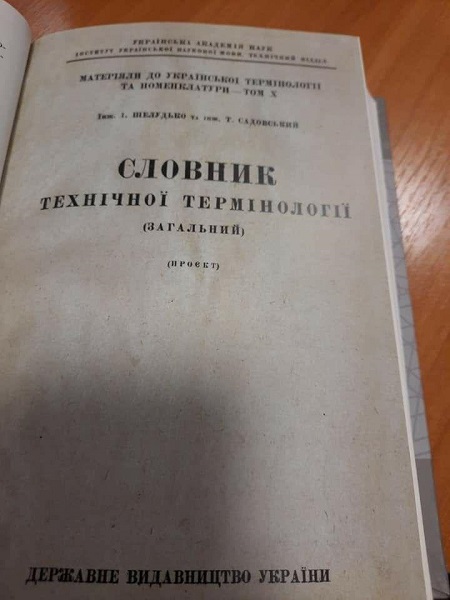 УКРАЇНСЬКА АКАДЕМІЯ НАУК
ІНСТИТУТ УКРАЇНСЬКОЇ НАУКОВОЇ МОВИ. ТЕХНІЧНИЙ ВІДДІЛ
МАТЕРІЯЛИ ДО УКРАЇНСЬКОЇ ТЕРМІНОЛОГІЇ
ТА НОМЕНКЛАТУРИ—ТОМ X
Інж. І. ШЕЛУДЬКО та інж. Т. САДОВСЬКИЙ
СЛОВНИК
ТЕХНІЧНОЇ ТЕРМІНОЛОГІЇ
(ЗАГАЛЬНИЙ)
(ПРОЄКТ)
ДЕРЖАВНЕ ВИДАВНИЦТВО УКРАЇНИ